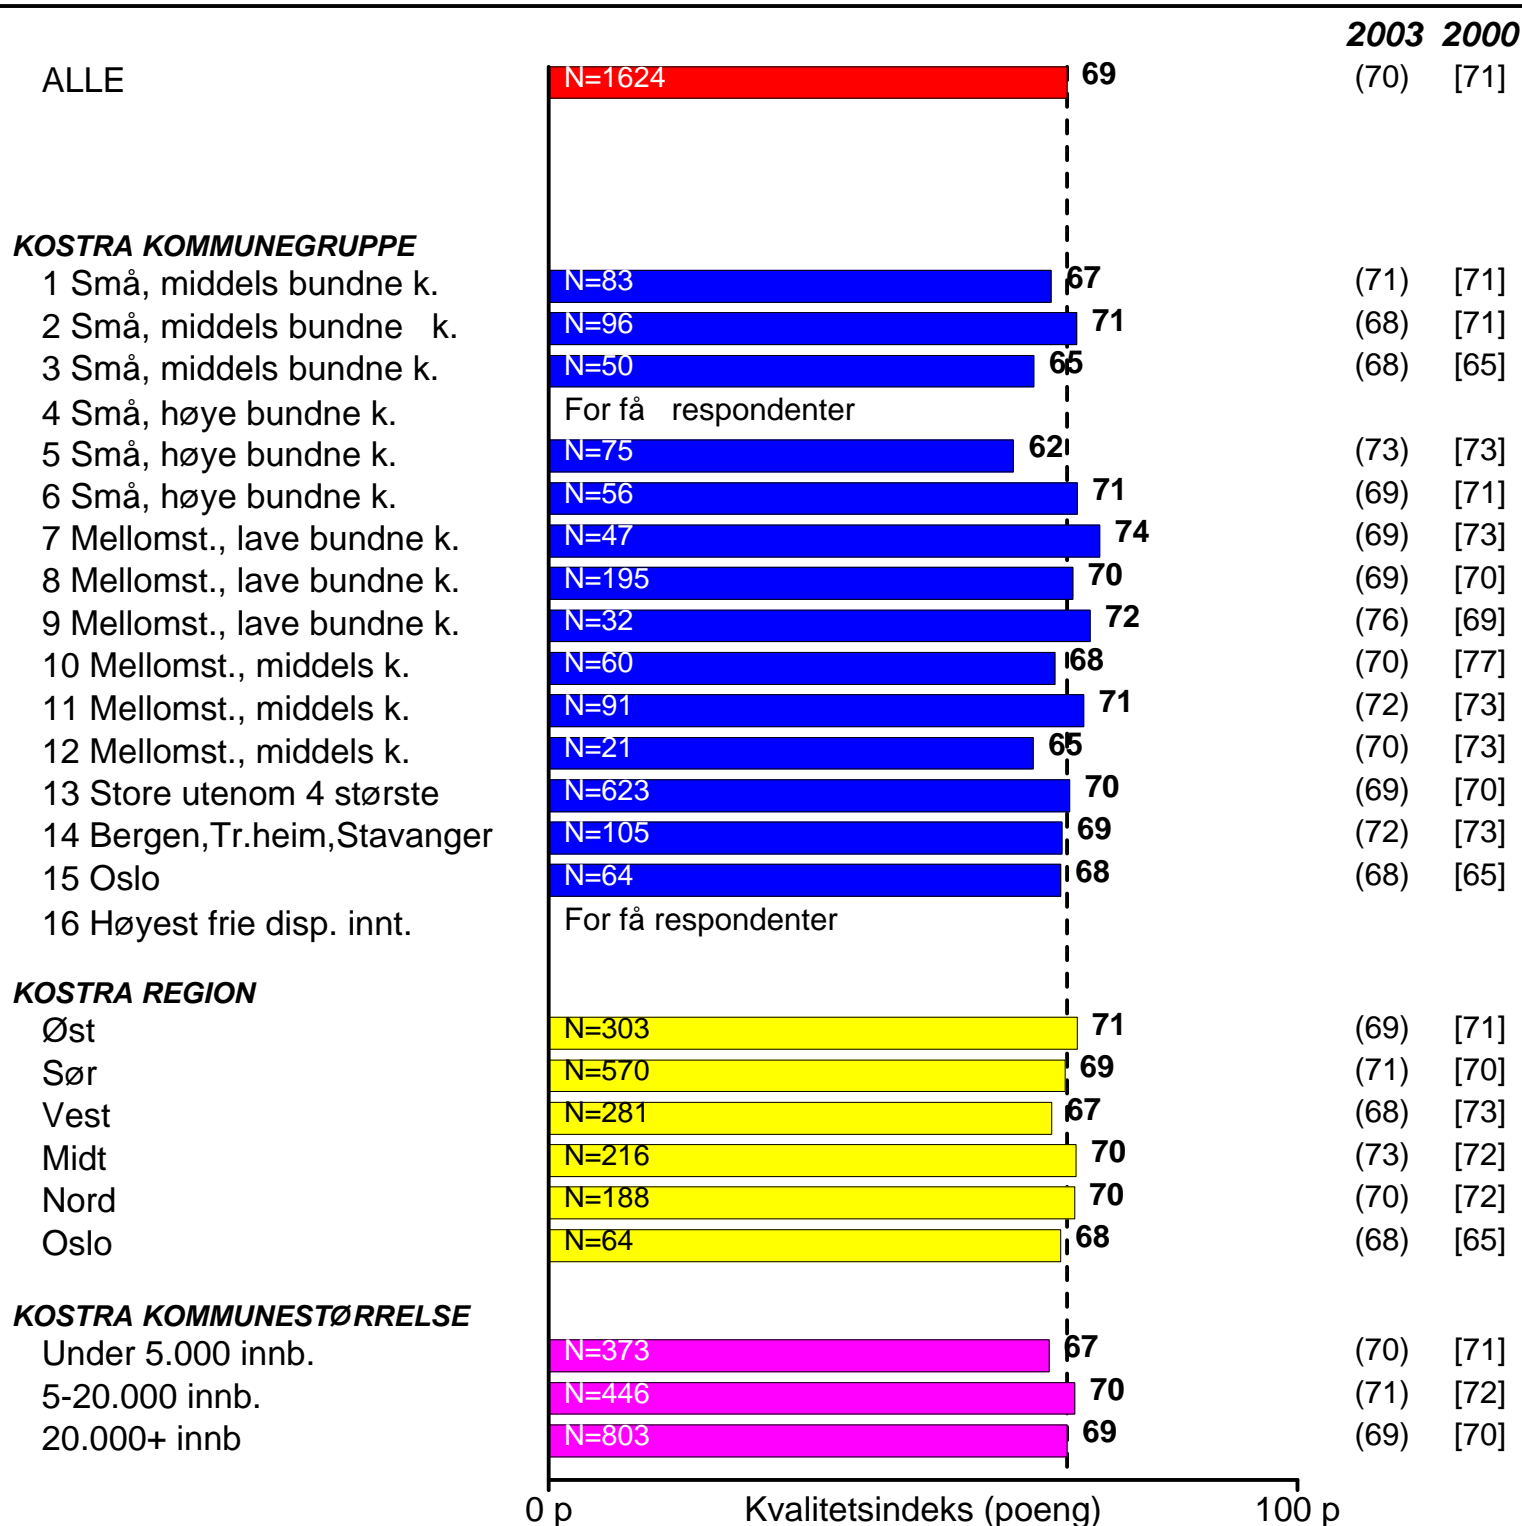 2003 2000
ALLE N=1624 69 (70) [71]
KOSTRA KOMMUNEGRUPPE
1 Små, middels bundne k. N=83 67 (71) [71]
2 Små, middels bundne k. N=96 71 (68) [71]
3 Små, middels bundne k. N=50 65 (68) [65]
4 Små, høye bundne k. For få respondenter
5 Små, høye bundne k. N=75 62 (73) [73]
6 Små, høye bundne k. N=56 71 (69) [71]
7 Mellomst., lave bundne k. N=47 74 (69) [73]
8 Mellomst., lave bundne k. N=195 70 (69) [70]
9 Mellomst., lave bundne k. N=32 72 (76) [69]
10 Mellomst., middels k. N=60 68 (70) [77]
11 Mellomst., middels k. N=91 71 (72) [73]
12 Mellomst., middels k. N=21 65 (70) [73]
13 Store utenom 4 største N=623 70 (69) [70]
14 Bergen,Tr.heim,Stavanger N=105 69 (72) [73]
15 Oslo N=64 68 (68) [65]
16 Høyest frie disp. innt. For få respondenter
KOSTRA REGION
Øst N=303 71 (69) [71]
Sør N=570 69 (71) [70]
Vest N=281 67 (68) [73]
Midt N=216 70 (73) [72]
Nord N=188 70 (70) [72]
Oslo N=64 68 (68) [65]
KOSTRA KOMMUNESTØRRELSE
Under 5.000 innb. N=373 67 (70) [71]
5-20.000 innb. N=446 70 (71) [72]
20.000+ innb N=803 69 (69) [70]
0 p Kvalitetsindeks (poeng) 100 p